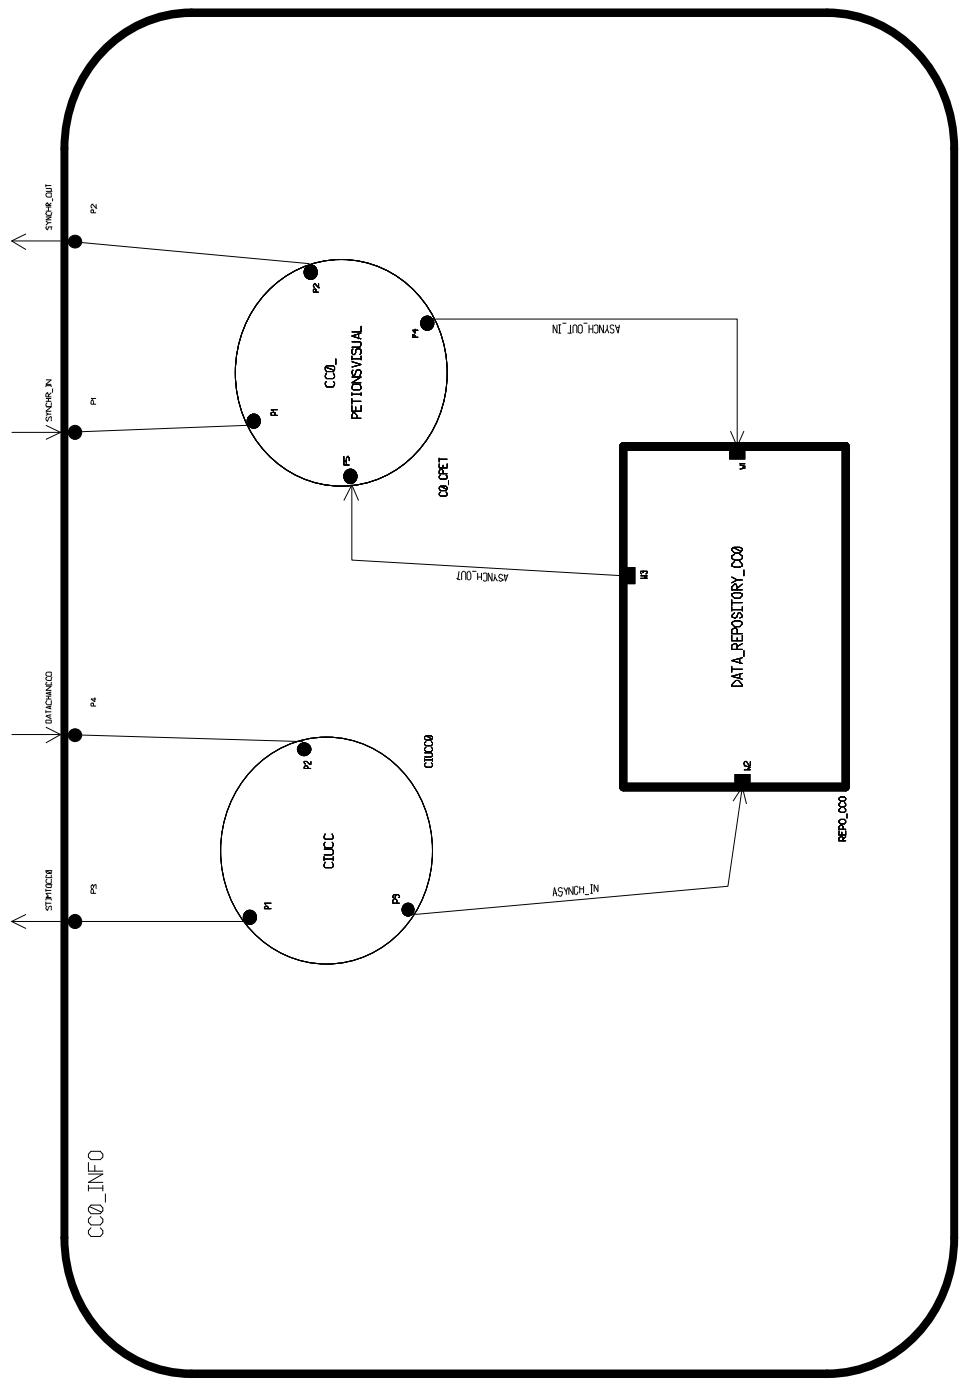 STIMTOCC0
DATACHANCC0
SYNCHR_IN
SYNCHR_OUT
CC0_INFO
P3
P4
P1
P2
P1
P2
CIUCC
P3
CIUCC0
P1
P2
CC0_
PETIONSVISUAL
P5
P4
C0_CPET
ASYNCH_IN
ASYNCH_OUT
ASYNCH_OUT_IN
W3
W2
DATA_REPOSITORY_CC0
W1
REPO_CC0